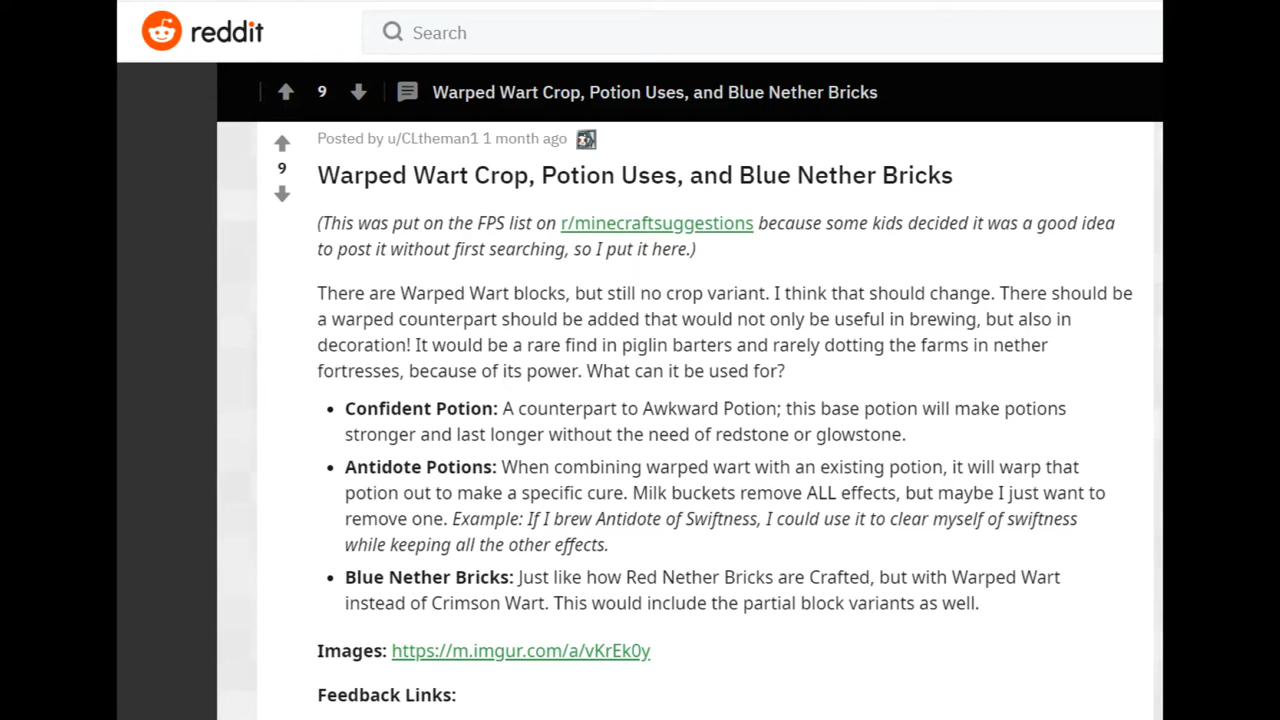 reddit
Search
9
Warped Wart Crop, Potion Uses, and Blue Nether Bricks
Posted by u/CLtheman1 1 month ago
9
Warped Wart Crop, Potion Uses, and Blue Nether Bricks
(This was put on the FPS list on r/minecraftsuggestions because some kids decided it was a good idea
to post it without first searching, so I put it here.)
There are Warped Wart blocks, but still no crop variant. I think that should change. There should be
a warped counterpart should be added that would not only be useful in brewing, but also in
decoration! It would be a rare find in piglin barters and rarely dotting the farms in nether
fortresses, because of its power. What can it be used for?
• Confident Potion: A counterpart to Awkward Potion; this base potion will make potions
stronger and last longer without the need of redstone or glowstone.
• Antidote Potions: When combining warped wart with an existing potion, it will warp that
potion out to make a specific cure. Milk buckets remove ALL effects, but maybe I just want to
remove one. Example: If I brew Antidote of Swiftness, I could use it to clear myself of swiftness
while keeping all the other effects.
• Blue Nether Bricks: Just like how Red Nether Bricks are Crafted, but with Warped Wart
instead of Crimson Wart. This would include the partial block variants as well.
Images: https://m.imgur.com/a/vKrEk0y
Feedback Links: